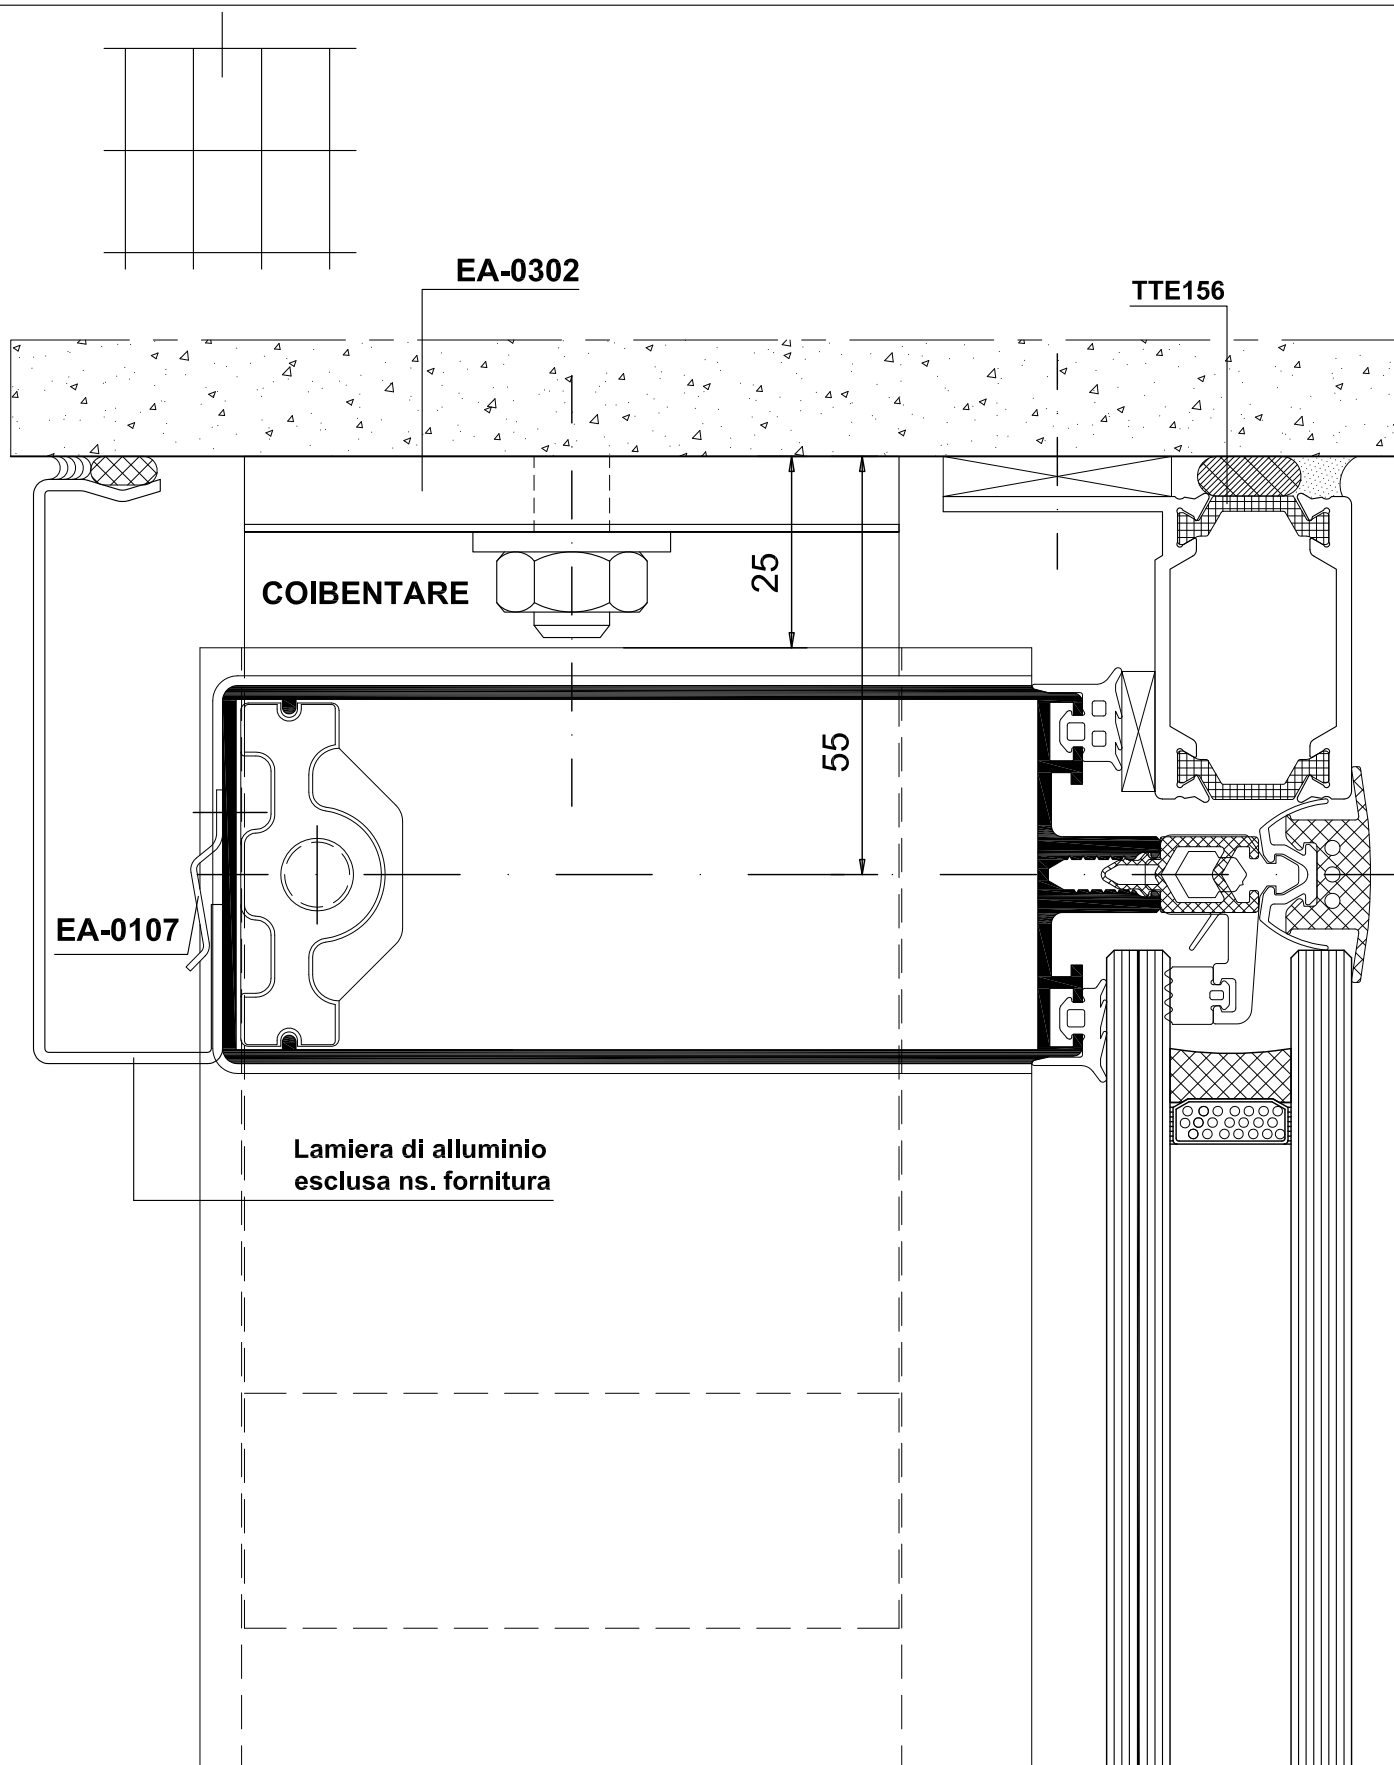 EA-0302
TTE156
COIBENTARE
25
55
EA-0107
Lamiera di alluminio
esclusa ns. fornitura